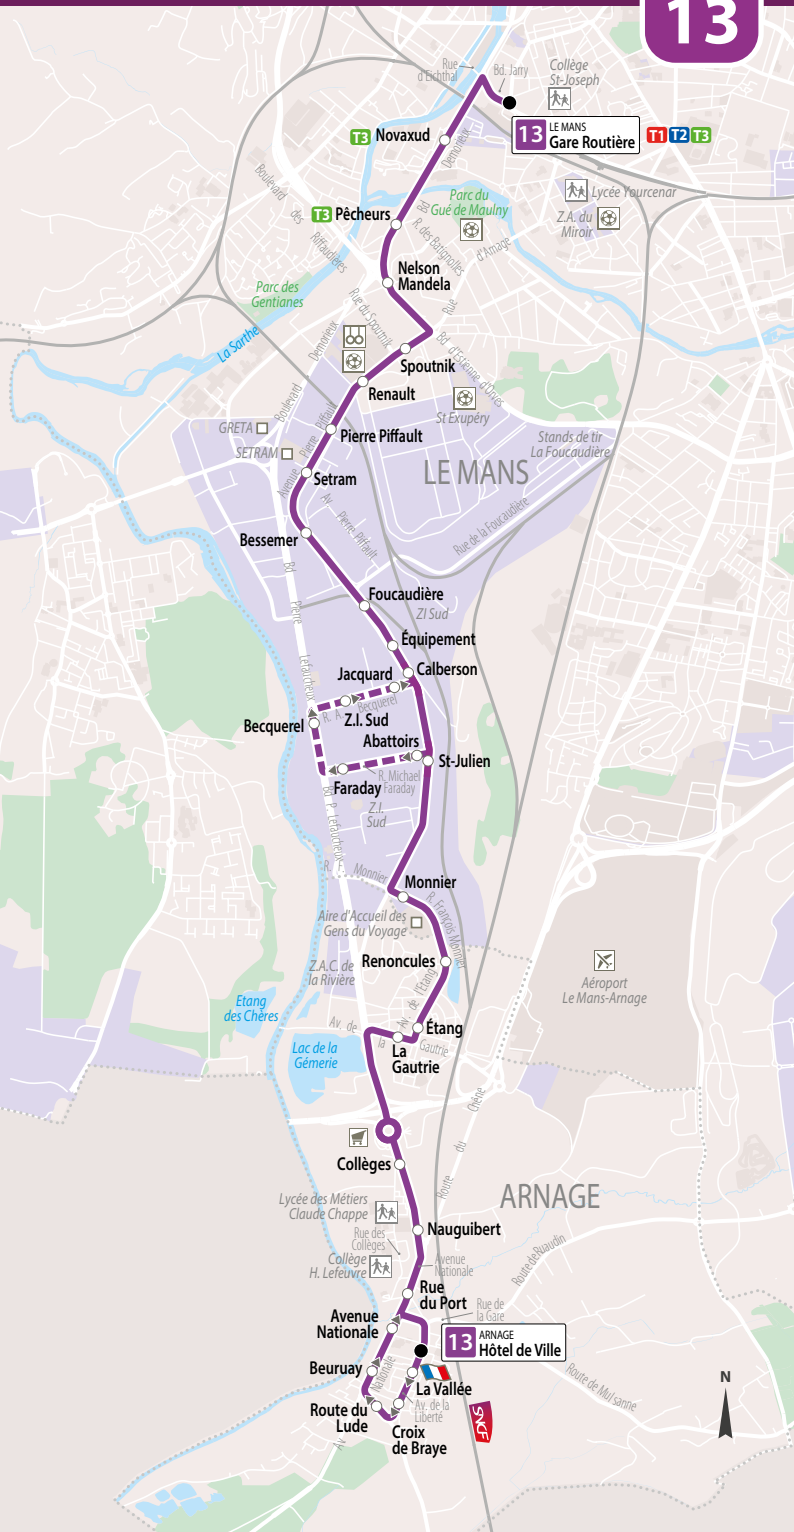 13
Rue
d'Eichthal
Bd. Jarry
Collège
St-Joseph
13
LE MANS
Gare Routière
T1 T2 T3
T3 Novaxud
Demorieux
Lycée Yourcenar
Z.A. du
Miroir
Parc du
Gué de Maulny
T3 Pêcheurs
Bd
R. des Batignolles
d'Arnage
Rue
Boulevard
des
Riffaudières
Nelson
Mandela
Parc des
Gentianes
La Sarthe
Rue du Spoutnik
Demorieux
Boulevard
Bd d'Estienne d'Orves
Spoutnik
Renault
St Exupéry
GRETA
SETRAM
Pierre Piffault
Avenue
Pierre Piffault
Stands de tir
La Foucaudière
LE MANS
Setram
Av
Pierre Piffault
Rue de la Foucaudière
Bessemer
Bd
Pierre
Lefaucheux
Foucaudière
ZI Sud
Équipement
Calberson
Jacquard
R. A. Becquerel
Z.I. Sud
Becquerel
Abattoirs
St-Julien
R. Michael
Faraday
Faraday
Z.I.
Sud
Bd P. Lefaucheux
R. Monnier
Monnier
R. François Monnier
Aire d'Accueil des
Gens du Voyage
Renoncules
Z.A.C. de
la Rivière
Aéroport
Le Mans-Arnage
Etang
des Chères
Av. de l'Etang
Étang
Av. de
la
Gautrie
La
Gautrie
Lac de la
Gémerie
Route
du
Chêne
Collèges
ARNAGE
Lycée des Métiers
Claude Chappe
Nauguibert
Rue des
Collèges
Collège
H. Lefeuvre
Avenue
Nationale
Route de Ruaudin
Rue
du Port
Rue de
la Gare
Avenue
Nationale
13
ARNAGE
Hôtel de Ville
Beuruay
Nationale
Av
La Vallée
Av. de la
Liberté
Route de Mulsanne
Route du
Lude
Croix
de Braye
SNCF
N